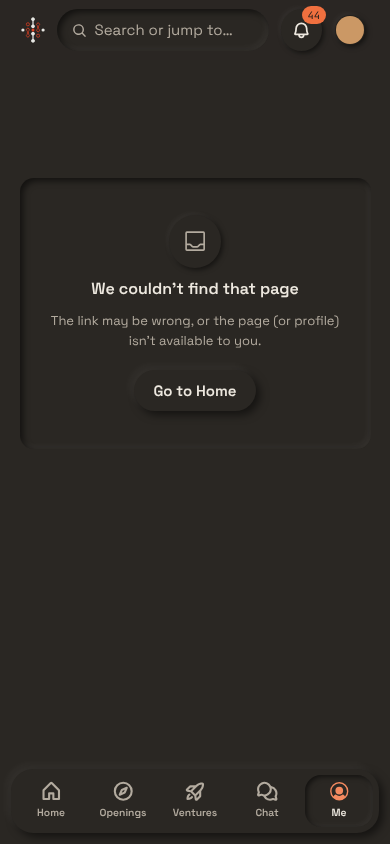 Search or jump to...
44
We couldn't find that page
The link may be wrong, or the page (or profile)
isn't available to you.
Go to Home
Home
Openings
Ventures
Chat
Me